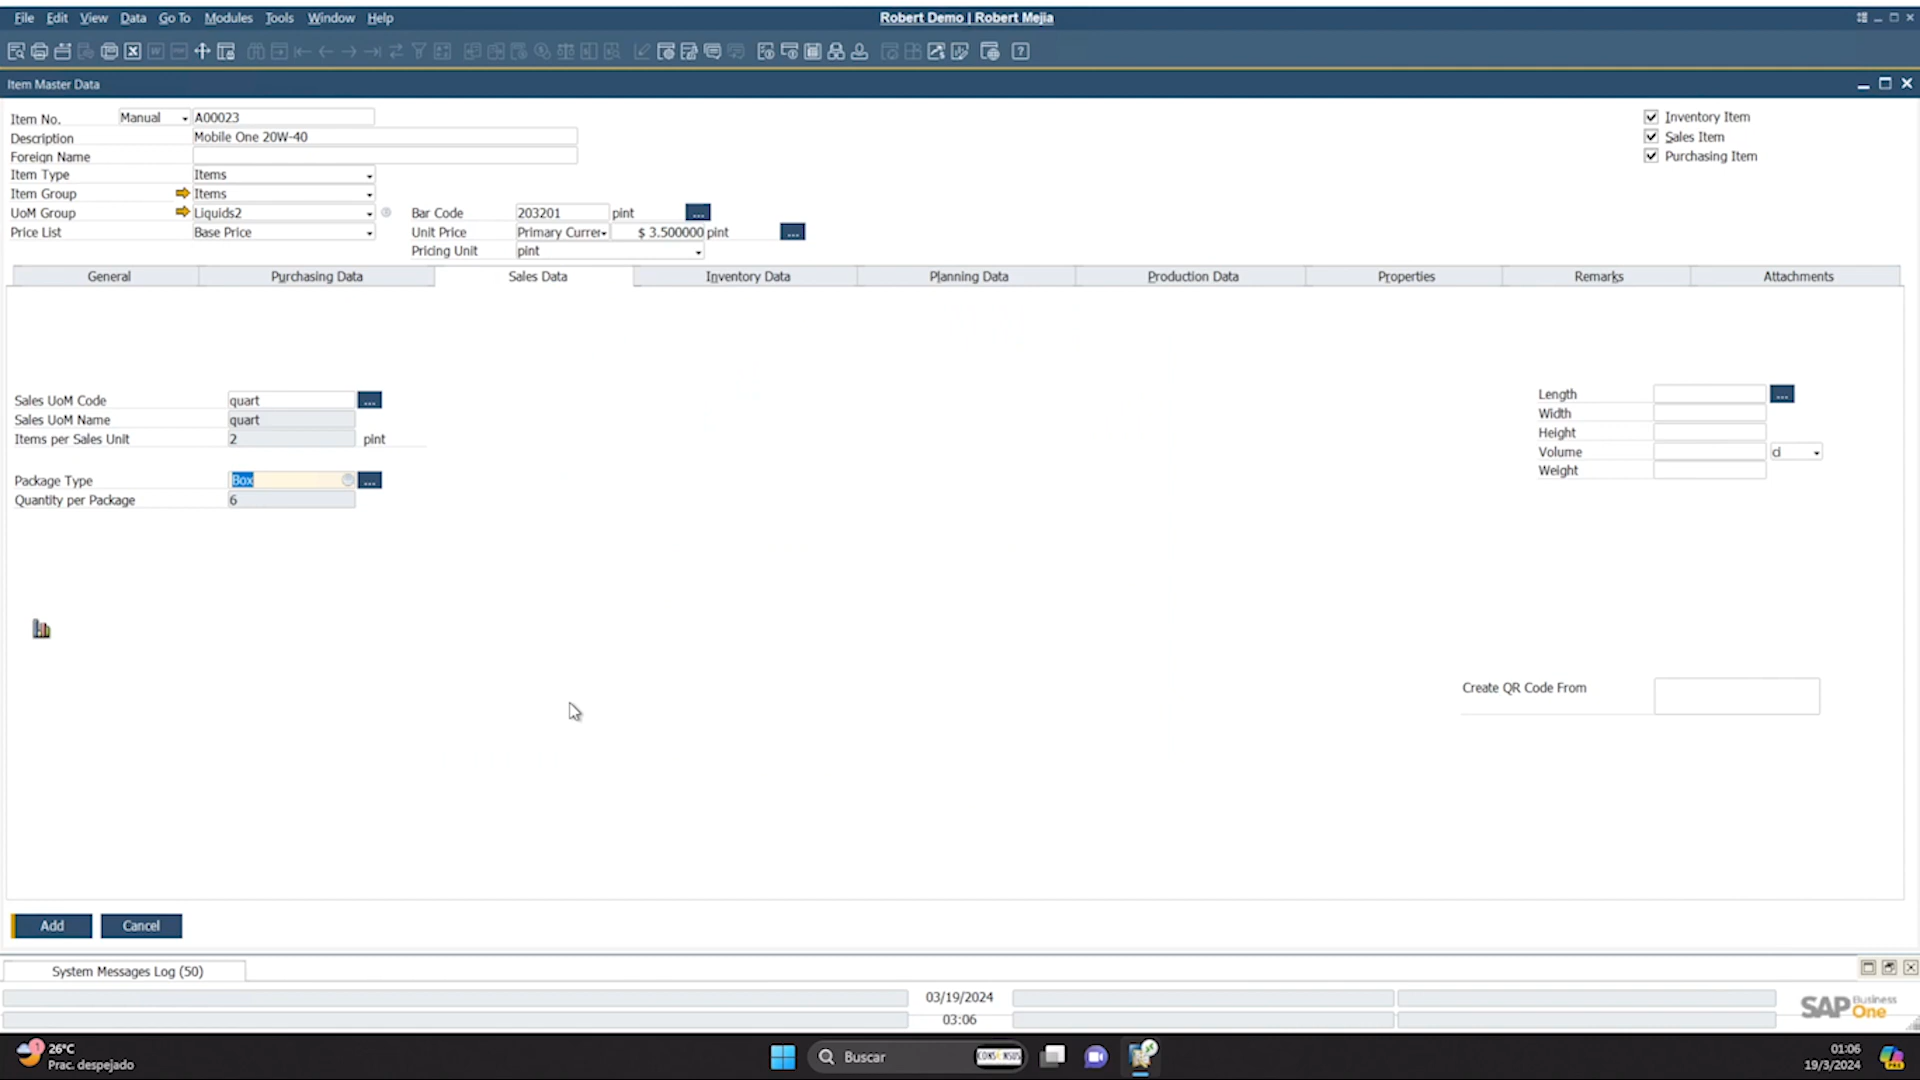 File Edit View Data Go To Modules Tools Window Help
Robert Demo | Robert Mejia
Item Master Data
Item No. Manual A00023
Description Mobile One 20W-40
Foreign Name
Item Type Items
Item Group Items
UoM Group Liquids2
Price List Base Price
Bar Code 203201 pint ...
Unit Price Primary Currer $ 3.500000 pint ...
Pricing Unit pint
Inventory Item
Sales Item
Purchasing Item
General Purchasing Data Sales Data Inventory Data Planning Data Production Data Properties Remarks Attachments
Sales UoM Code quart ...
Sales UoM Name quart
Items per Sales Unit 2 pint
Package Type Box ...
Quantity per Package 6
Length ...
Width
Height
Volume ci
Weight
Create QR Code From
Add Cancel
System Messages Log (50)
03/19/2024
03:06
SAP Business One
1
26°C
Prac. despejado
Buscar
CONSENSUS
01:06
19/3/2024
PRE